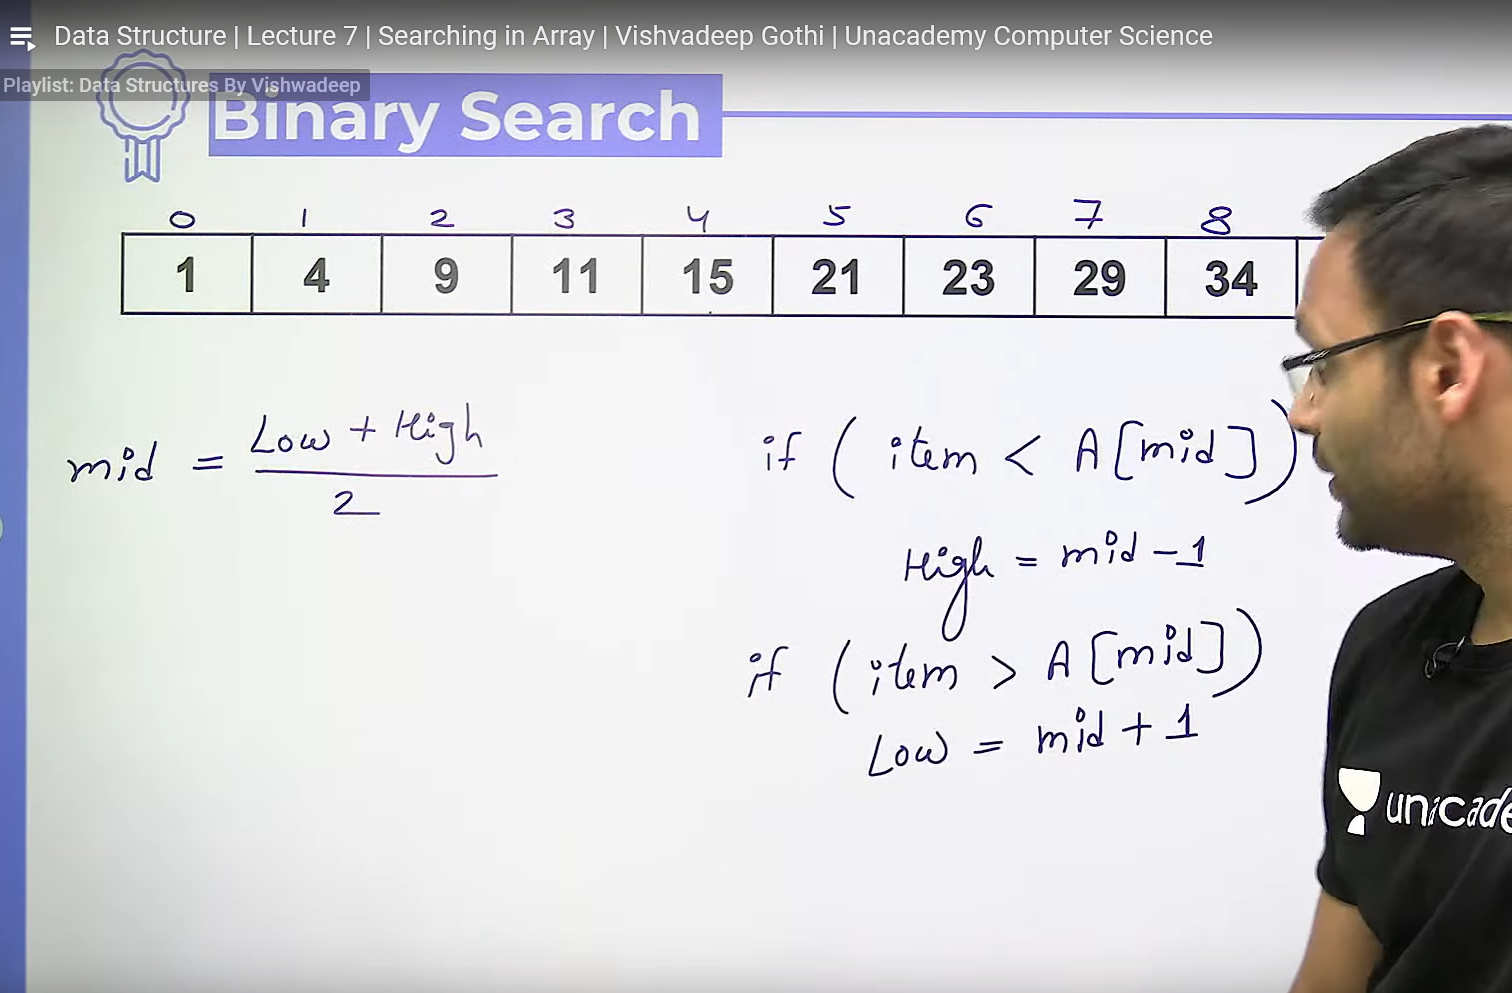 Data Structure | Lecture 7 | Searching in Array | Vishvadeep Gothi | Unacademy Computer Science
Playlist: Data Structures By Vishwadeep
Binary Search
0 1 2 3 4 5 6 7 8
1 4 9 11 15 21 23 29 34
mid = Low + High
2
if ( item < A[mid] )
High = mid - 1
if ( item > A[mid] )
Low = mid + 1